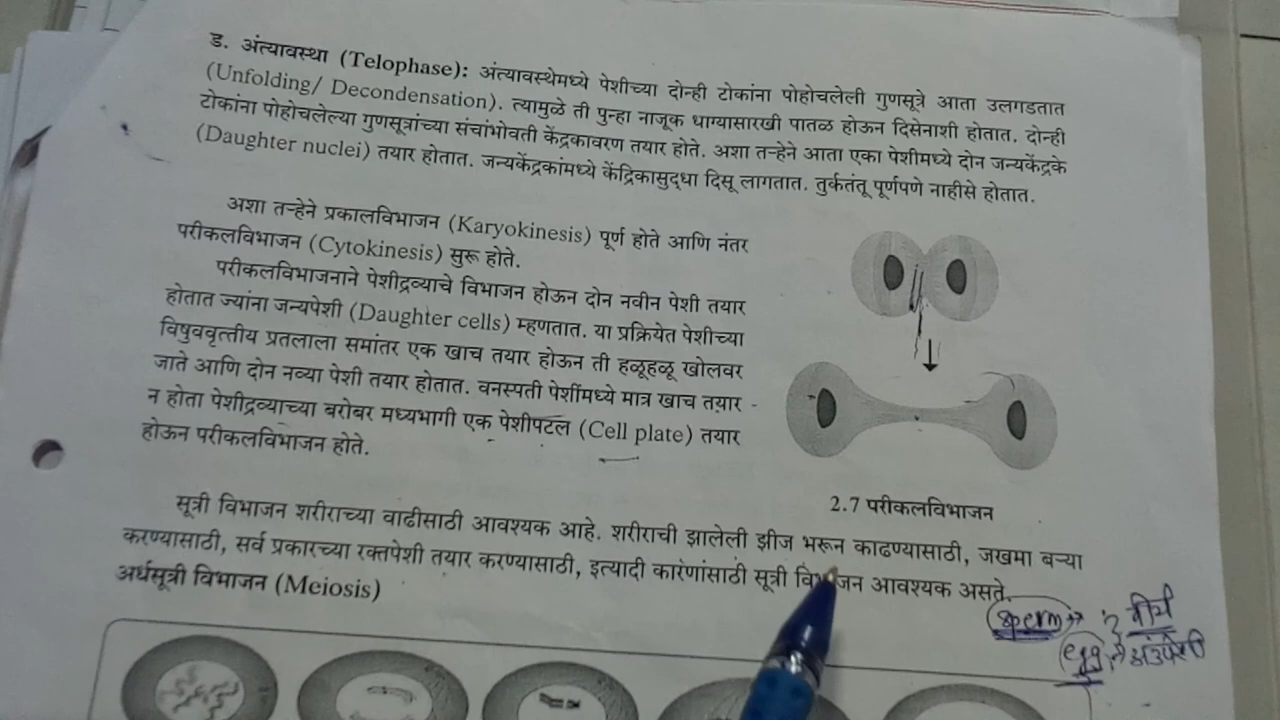 ड. अंत्यावस्था (Telophase): अंत्यावस्थेमध्ये पेशीच्या दोन्ही टोकांना पोहोचलेली गुणसूत्रे आता उलगडतात
(Unfolding/ Decondensation). त्यामुळे ती पुन्हा नाजूक धाग्यासारखी पातळ होऊन दिसेनाशी होतात. दोन्ही
टोकांना पोहोचलेल्या गुणसूत्रांच्या संचांभोवती केंद्रकावरण तयार होते. अशा तऱ्हेने आता एका पेशीमध्ये दोन जन्यकेंद्रके
(Daughter nuclei) तयार होतात. जन्यकेंद्रकांमध्ये केंद्रिकासुद्धा दिसू लागतात. तुर्कतंतू पूर्णपणे नाहीसे होतात.
अशा तऱ्हेने प्रकालविभाजन (Karyokinesis) पूर्ण होते आणि नंतर
परीकलविभाजन (Cytokinesis) सुरू होते.
परीकलविभाजनाने पेशीद्रव्याचे विभाजन होऊन दोन नवीन पेशी तयार
होतात ज्यांना जन्यपेशी (Daughter cells) म्हणतात. या प्रक्रियेत पेशीच्या
विषुववृत्तीय प्रतलाला समांतर एक खाच तयार होऊन ती हळूहळू खोलवर
जाते आणि दोन नव्या पेशी तयार होतात. वनस्पती पेशींमध्ये मात्र खाच तयार
न होता पेशीद्रव्याच्या बरोबर मध्यभागी एक पेशीपटल (Cell plate) तयार
होऊन परीकलविभाजन होते.
2.7 परीकलविभाजन
सूत्री विभाजन शरीराच्या वाढीसाठी आवश्यक आहे. शरीराची झालेली झीज भरून काढण्यासाठी, जखमा बऱ्या
करण्यासाठी, सर्व प्रकारच्या रक्तपेशी तयार करण्यासाठी, इत्यादी कारणांसाठी सूत्री विभाजन आवश्यक असते.
अर्धसूत्री विभाजन (Meiosis)
sperm वीर्य
egg अंडपेशी